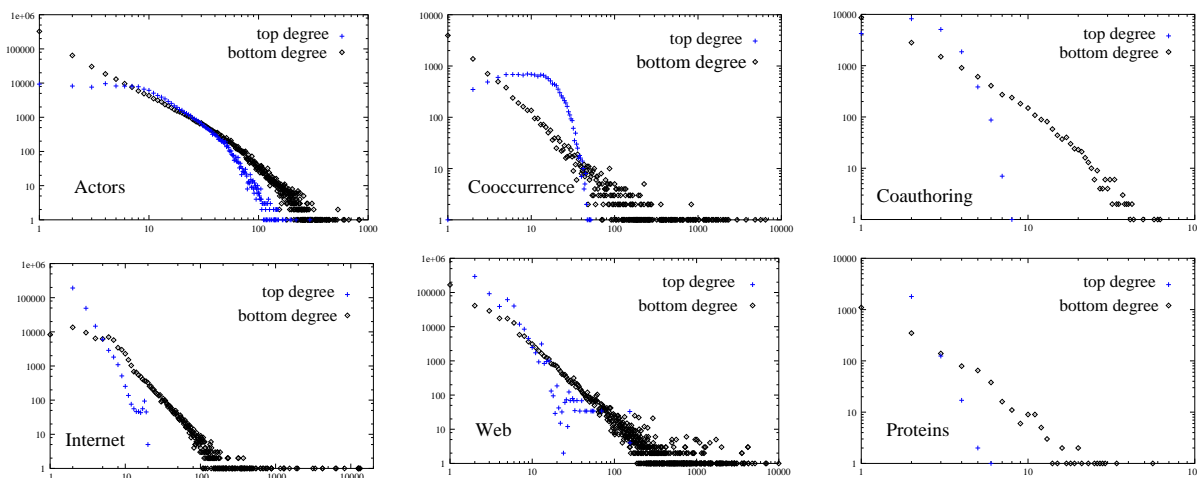 1e+06
100000
10000
1000
100
10
1
1 10 100 1000
top degree
bottom degree
Actors
10000
1000
100
10
1
1 10 100 1000 10000
top degree
bottom degree
Cooccurrence
10000
1000
100
10
1
1 10 10
top degree
bottom degree
Coauthoring
1e+06
100000
10000
1000
100
10
1
1 10 100 1000 10000
top degree
bottom degree
Internet
1e+06
100000
10000
1000
100
10
1
1 10 100 1000 10000
top degree
bottom degree
Web
10000
1000
100
10
1
1 10 10
top degree
bottom degree
Proteins